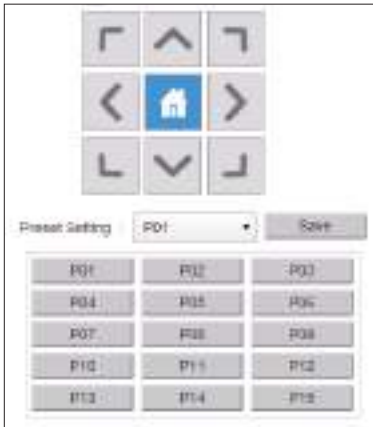 Preset Setting P01 Save
P01 P02 P03
P04 P05 P06
P07 P08 P09
P10 P11 P12
P13 P14 P15